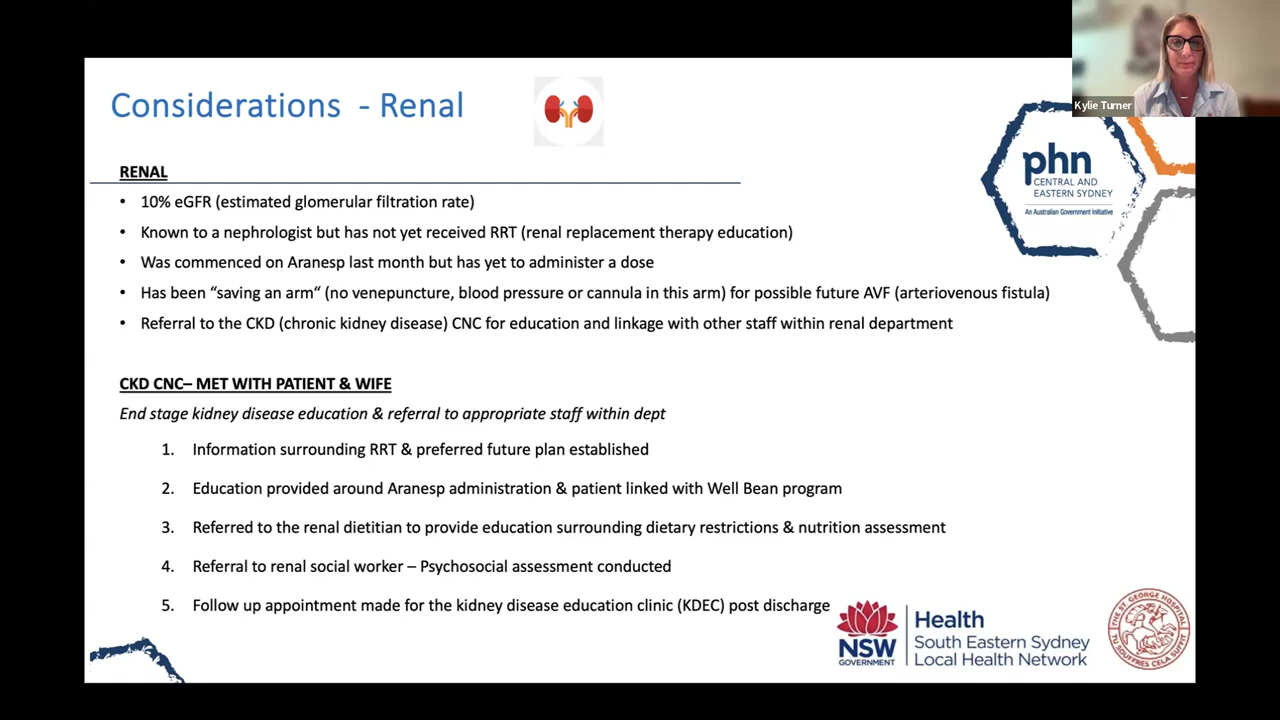 Kylie Turner
Considerations - Renal
phn
CENTRAL AND
EASTERN SYDNEY
An Australian Government Initiative
RENAL
• 10% eGFR (estimated glomerular filtration rate)
• Known to a nephrologist but has not yet received RRT (renal replacement therapy education)
• Was commenced on Aranesp last month but has yet to administer a dose
• Has been “saving an arm“ (no venepuncture, blood pressure or cannula in this arm) for possible future AVF (arteriovenous fistula)
• Referral to the CKD (chronic kidney disease) CNC for education and linkage with other staff within renal department
CKD CNC– MET WITH PATIENT & WIFE
End stage kidney disease education & referral to appropriate staff within dept
1. Information surrounding RRT & preferred future plan established
2. Education provided around Aranesp administration & patient linked with Well Bean program
3. Referred to the renal dietitian to provide education surrounding dietary restrictions & nutrition assessment
4. Referral to renal social worker – Psychosocial assessment conducted
5. Follow up appointment made for the kidney disease education clinic (KDEC) post discharge
NSW
GOVERNMENT
Health
South Eastern Sydney
Local Health Network
THE ST GEORGE HOSPITAL
TU SOUFFRES CELA SUFFIT